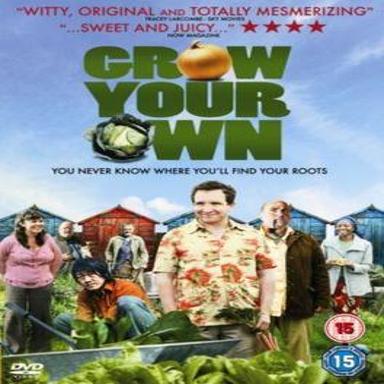 "WITTY, ORIGINAL AND TOTALLY MESMERIZING"
TRACEY LARCOMBE - SKY MOVIES
"...SWEET AND JUICY..." ★★★★
NOW MAGAZINE
GROW
YOUR
OWN
YOU NEVER KNOW WHERE YOU'LL FIND YOUR ROOTS
15
DVD
VIDEO
15